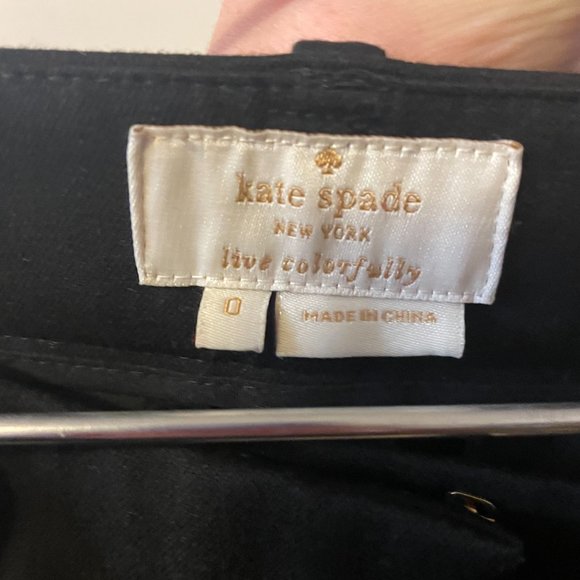 kate spade
NEW YORK
live colorfully
0
MADE IN CHINA